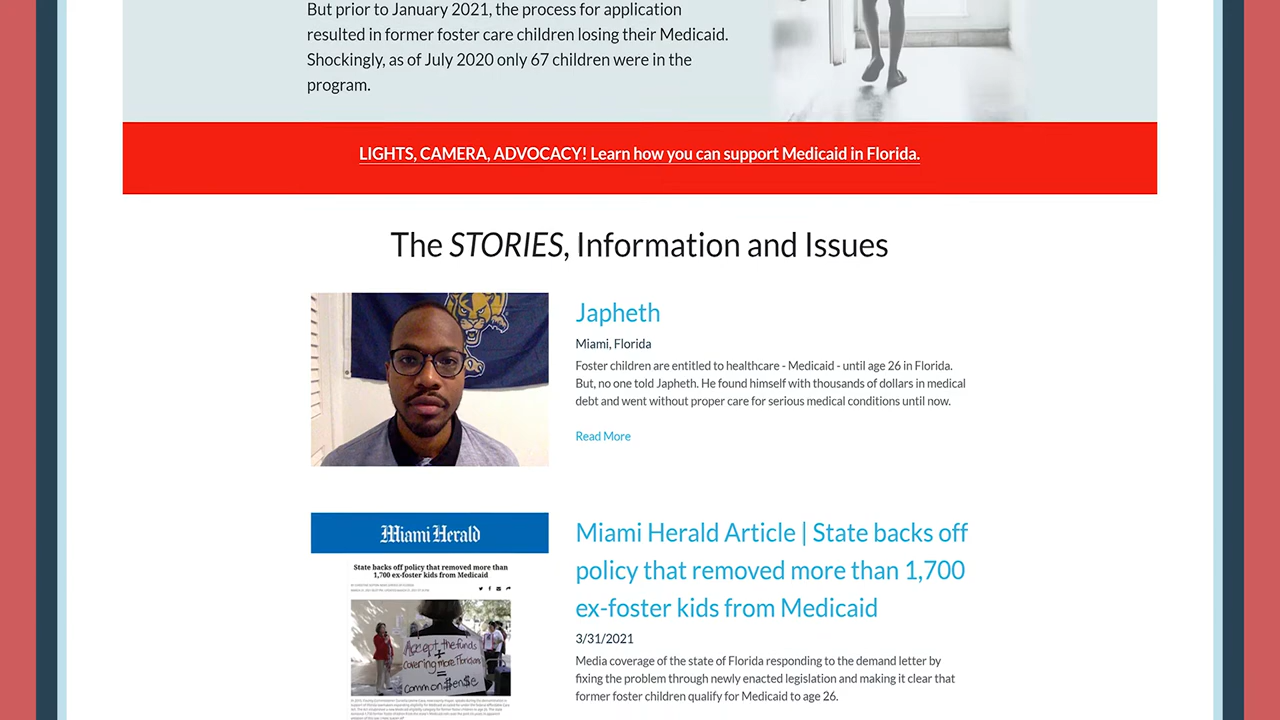 But prior to January 2021, the process for application
resulted in former foster care children losing their Medicaid.
Shockingly, as of July 2020 only 67 children were in the
program.
LIGHTS, CAMERA, ADVOCACY! Learn how you can support Medicaid in Florida.
The STORIES, Information and Issues
Japheth
Miami, Florida
Foster children are entitled to healthcare - Medicaid - until age 26 in Florida.
But, no one told Japheth. He found himself with thousands of dollars in medical
debt and went without proper care for serious medical conditions until now.
Read More
Miami Herald
State backs off policy that removed more than
1,700 ex-foster kids from Medicaid
Accept the funds
+
covering more Floridians
=
common $en$e
Miami Herald Article | State backs off
policy that removed more than 1,700
ex-foster kids from Medicaid
3/31/2021
Media coverage of the state of Florida responding to the demand letter by
fixing the problem through newly enacted legislation and making it clear that
former foster children qualify for Medicaid to age 26.